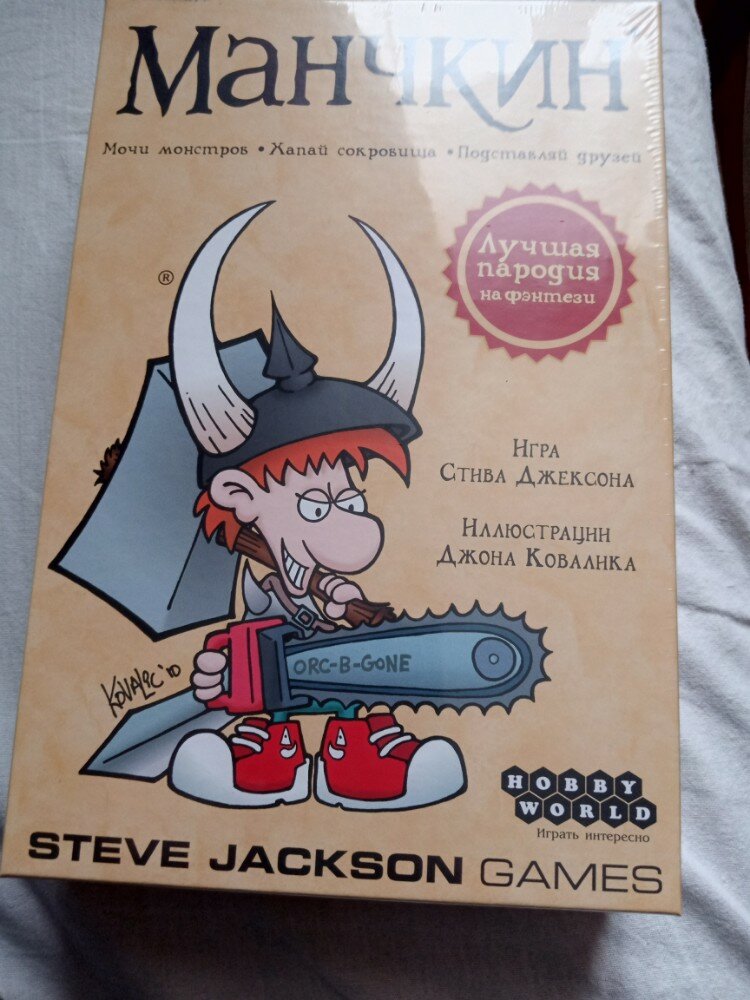 Манчкин
Мочи монстров • Хапай сокровища • Подставляй друзей
Лучшая
пародия
на фэнтези
®
Игра
Стива Джексона
Иллюстрации
Джона Ковалика
ORC-B-GONE
KOVALIC '10
HOBBY
WORLD
Играть интересно
STEVE JACKSON GAMES